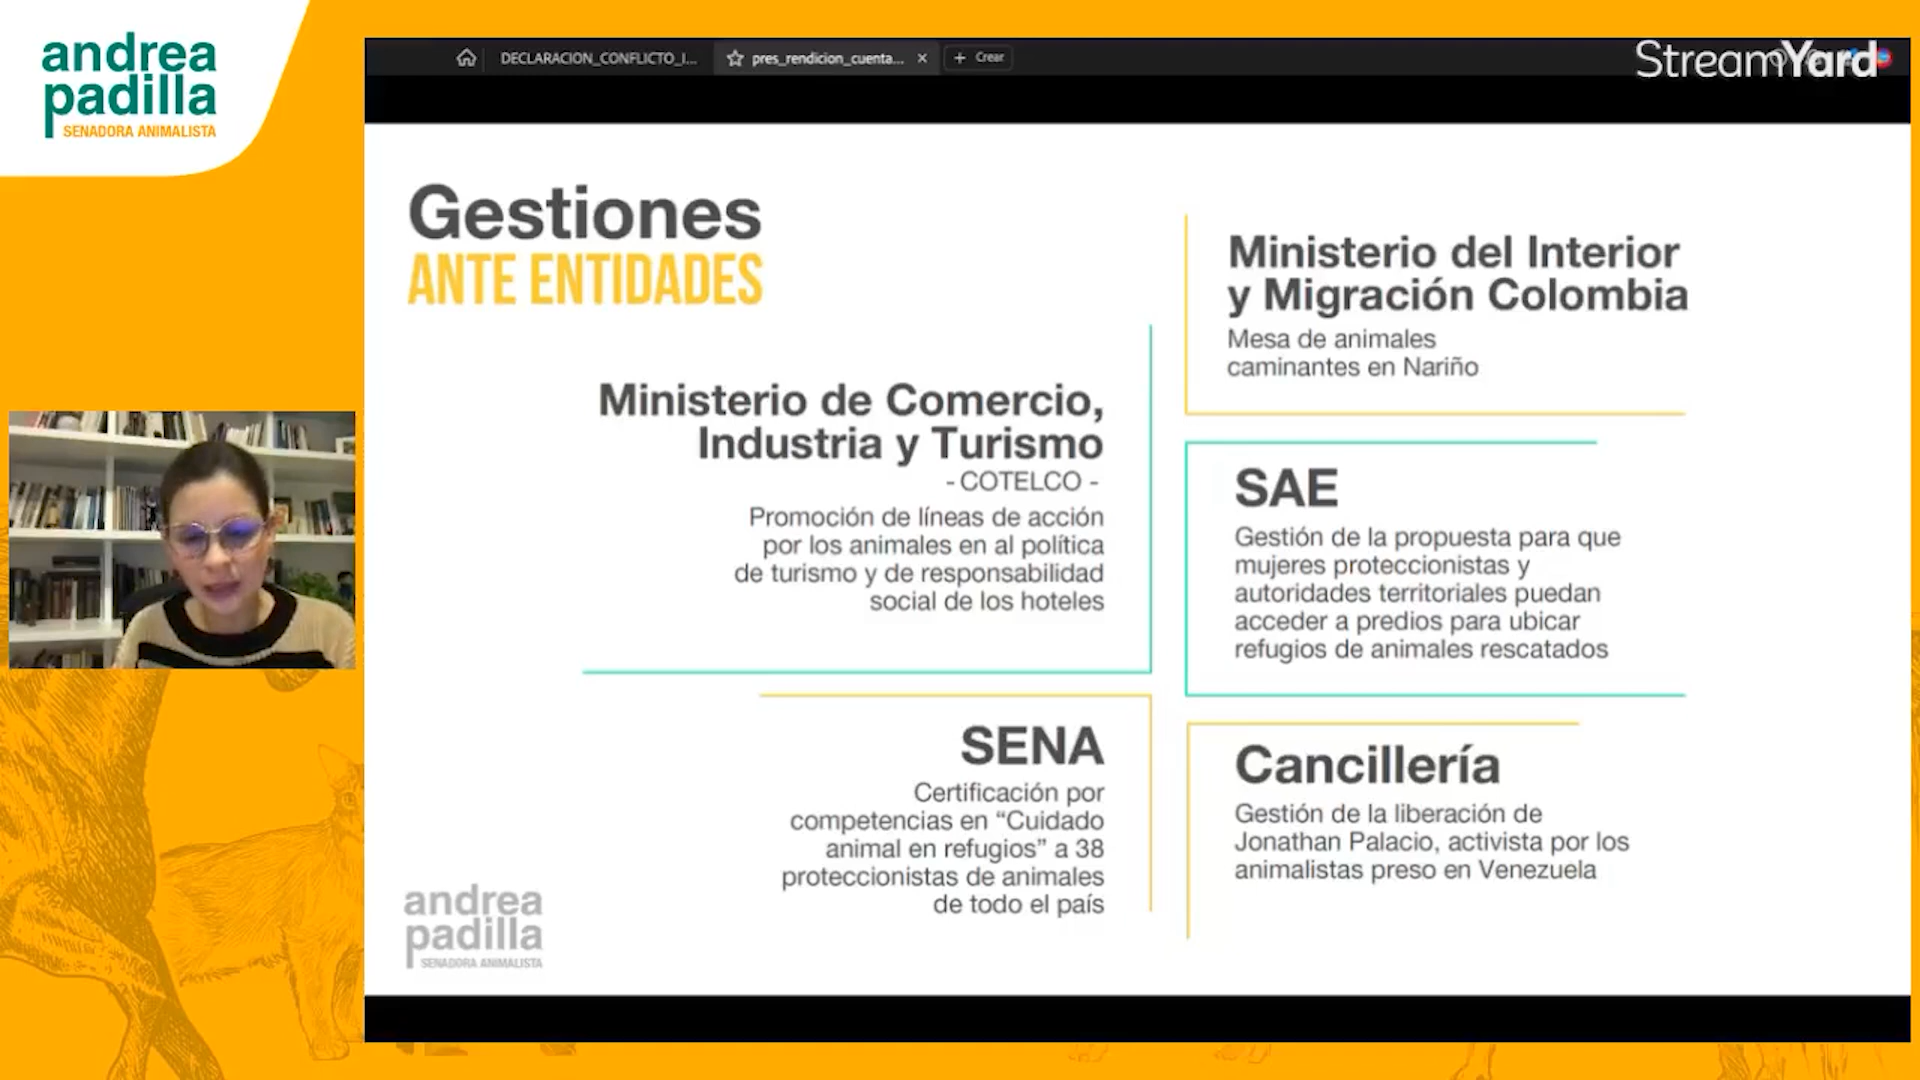 andrea
padilla
SENADORA ANIMALISTA
DECLARACION_CONFLICTO_I...
pres_rendicion_cuenta...
+ Crear
StreamYard
Gestiones
ANTE ENTIDADES
Ministerio de Comercio,
Industria y Turismo
- COTELCO -
Promoción de líneas de acción
por los animales en al política
de turismo y de responsabilidad
social de los hoteles
SENA
Certificación por
competencias en “Cuidado
animal en refugios” a 38
proteccionistas de animales
de todo el país
Ministerio del Interior
y Migración Colombia
Mesa de animales
caminantes en Nariño
SAE
Gestión de la propuesta para que
mujeres proteccionistas y
autoridades territoriales puedan
acceder a predios para ubicar
refugios de animales rescatados
Cancillería
Gestión de la liberación de
Jonathan Palacio, activista por los
animalistas preso en Venezuela
andrea
padilla
SENADORA ANIMALISTA